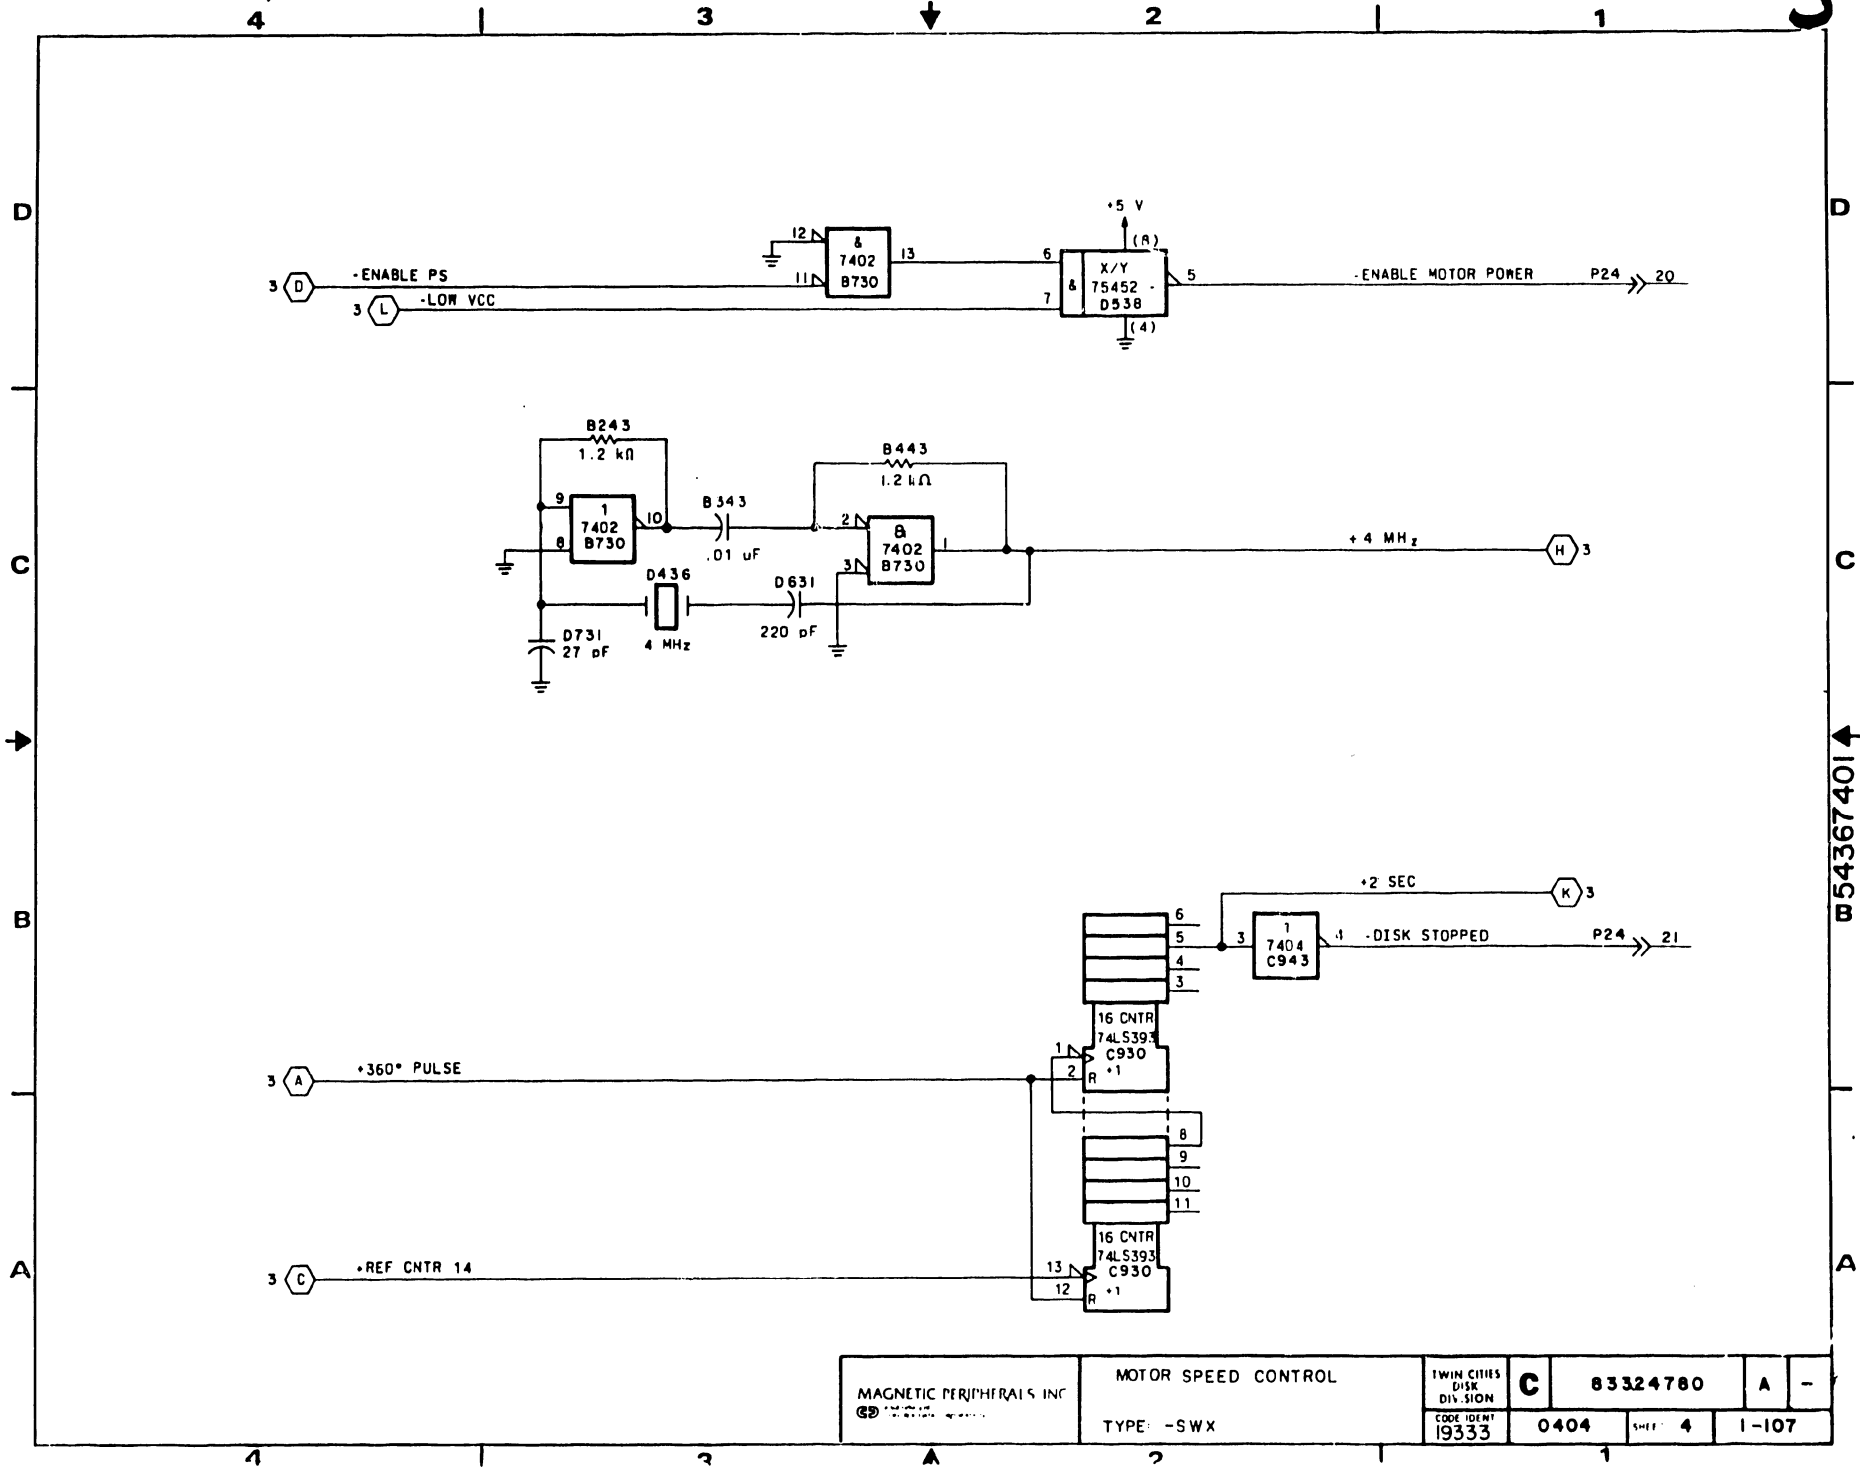 4 3 2 1
D D
+5 V
12 & (8)
7402 13 6 X/Y
-ENABLE PS 11 B730 & 75452 5 -ENABLE MOTOR POWER P24 20
3 D D538
-LOW VCC 7
3 L (4)
B243
1.2 kΩ
B443
1.2 kΩ
9 1 10 B343 2 &
7402 7402 1 +4 MHz H 3
8 B730 .01 uF 3 B730
C C
D436 D631
4 MHz 220 pF
D731
27 pF
B54367401
+2 SEC K 3
B
6
5 3 1 4 -DISK STOPPED P24 21
7404
C943
4
3
16 CNTR
74LS393
1 C930
3 A +360° PULSE 2 R +1
8
9
10
11
16 CNTR
74LS393
A A
3 C +REF CNTR 14 13 C930
12 R +1
MAGNETIC PERIPHERALS INC
MOTOR SPEED CONTROL
TYPE: -SWX
TWIN CITIES
DISK
DIVISION
C 83324780 A -
CODE IDENT
19333
0404 SHEET 4 1-107
4 3 2 1